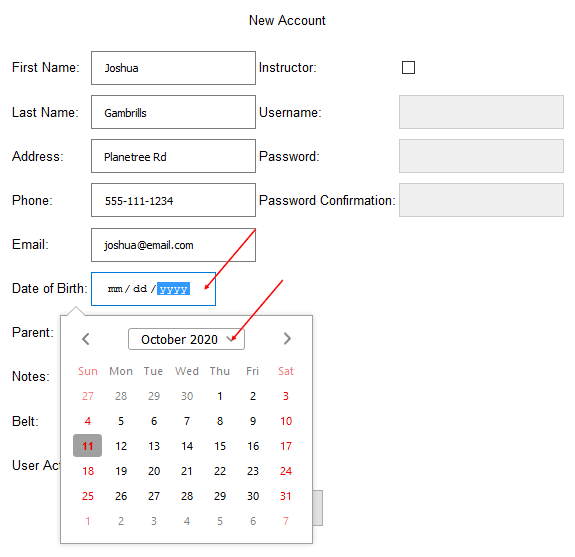 New Account
First Name: Joshua Instructor:
Last Name: Gambrills Username:
Address: Planetree Rd Password:
Phone: 555-111-1234 Password Confirmation:
Email: joshua@email.com
Date of Birth: mm / dd / yyyy
Parent:
October 2020
Notes:
Sun Mon Tue Wed Thu Fri Sat
27 28 29 30 1 2 3
Belt:
4 5 6 7 8 9 10
11 12 13 14 15 16 17
User Act
18 19 20 21 22 23 24
25 26 27 28 29 30 31
1 2 3 4 5 6 7